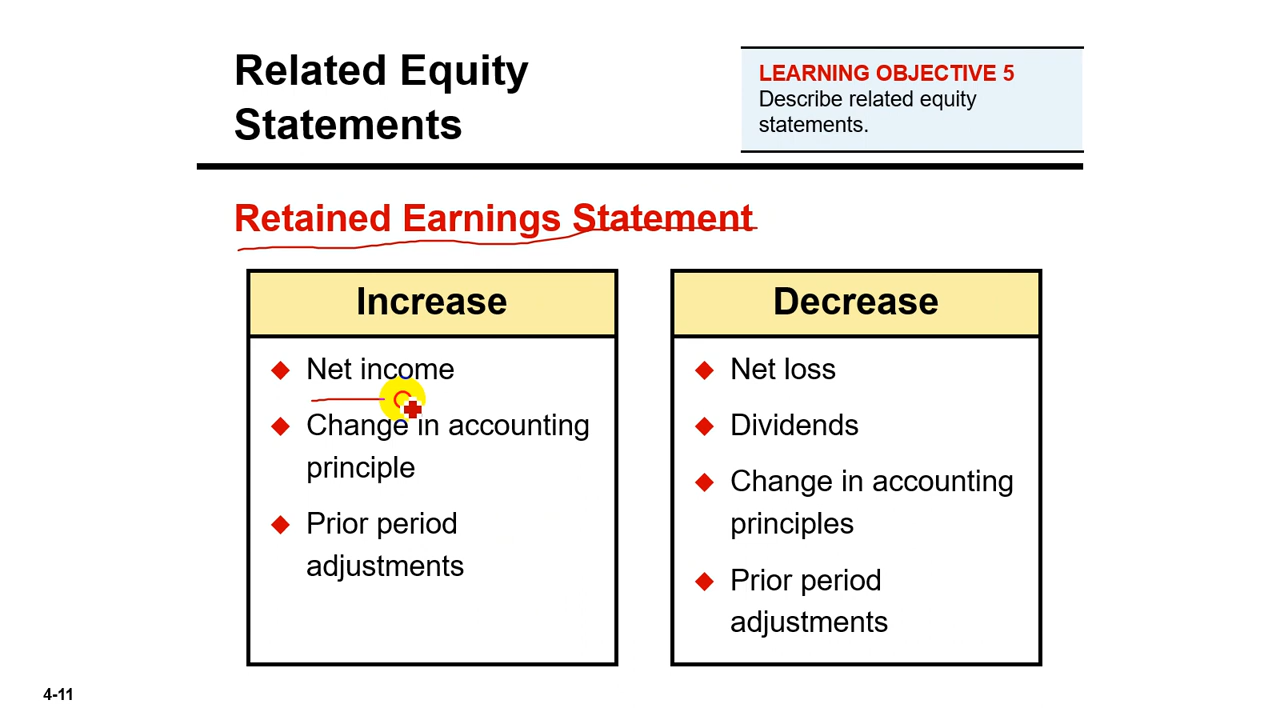 Related Equity
Statements
LEARNING OBJECTIVE 5
Describe related equity
statements.
Retained Earnings Statement
Increase
Net income
Change in accounting
principle
Prior period
adjustments
Decrease
Net loss
Dividends
Change in accounting
principles
Prior period
adjustments
4-11